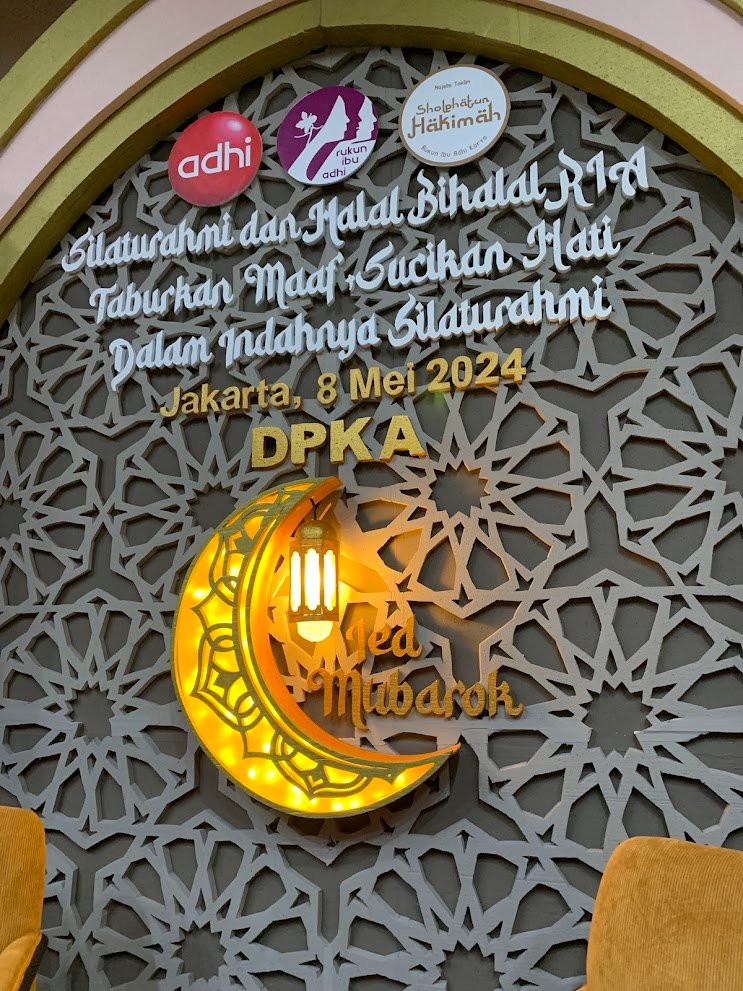 adhi
rukun
ibu
adhi
Majelis Taklim
Sholehatun
Häkimäh
Rukun Ibu Adhi Karya
Silaturahmi dan Halal Bihalal RIA
Taburkan Maaf, Sucikan Hati
Dalam Indahnya Silaturahmi
Jakarta, 8 Mei 2024
DPKA
Ied
Mubarok